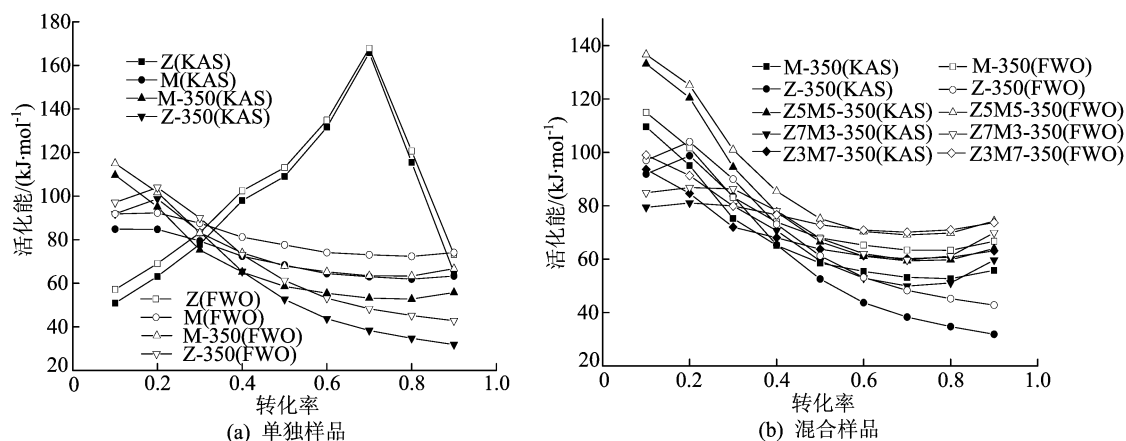 180
160
140
120
100
80
60
40
20
活化能/(kJ·mol⁻¹)
Z(KAS)
M(KAS)
M-350(KAS)
Z-350(KAS)
Z(FWO)
M(FWO)
M-350(FWO)
Z-350(FWO)
0 0.2 0.4 0.6 0.8 1.0
转化率
(a) 单独样品
140
120
100
80
60
40
20
活化能/(kJ·mol⁻¹)
M-350(KAS) M-350(FWO)
Z-350(KAS) Z-350(FWO)
Z5M5-350(KAS) Z5M5-350(FWO)
Z7M3-350(KAS) Z7M3-350(FWO)
Z3M7-350(KAS) Z3M7-350(FWO)
0 0.2 0.4 0.6 0.8 1.0
转化率
(b) 混合样品